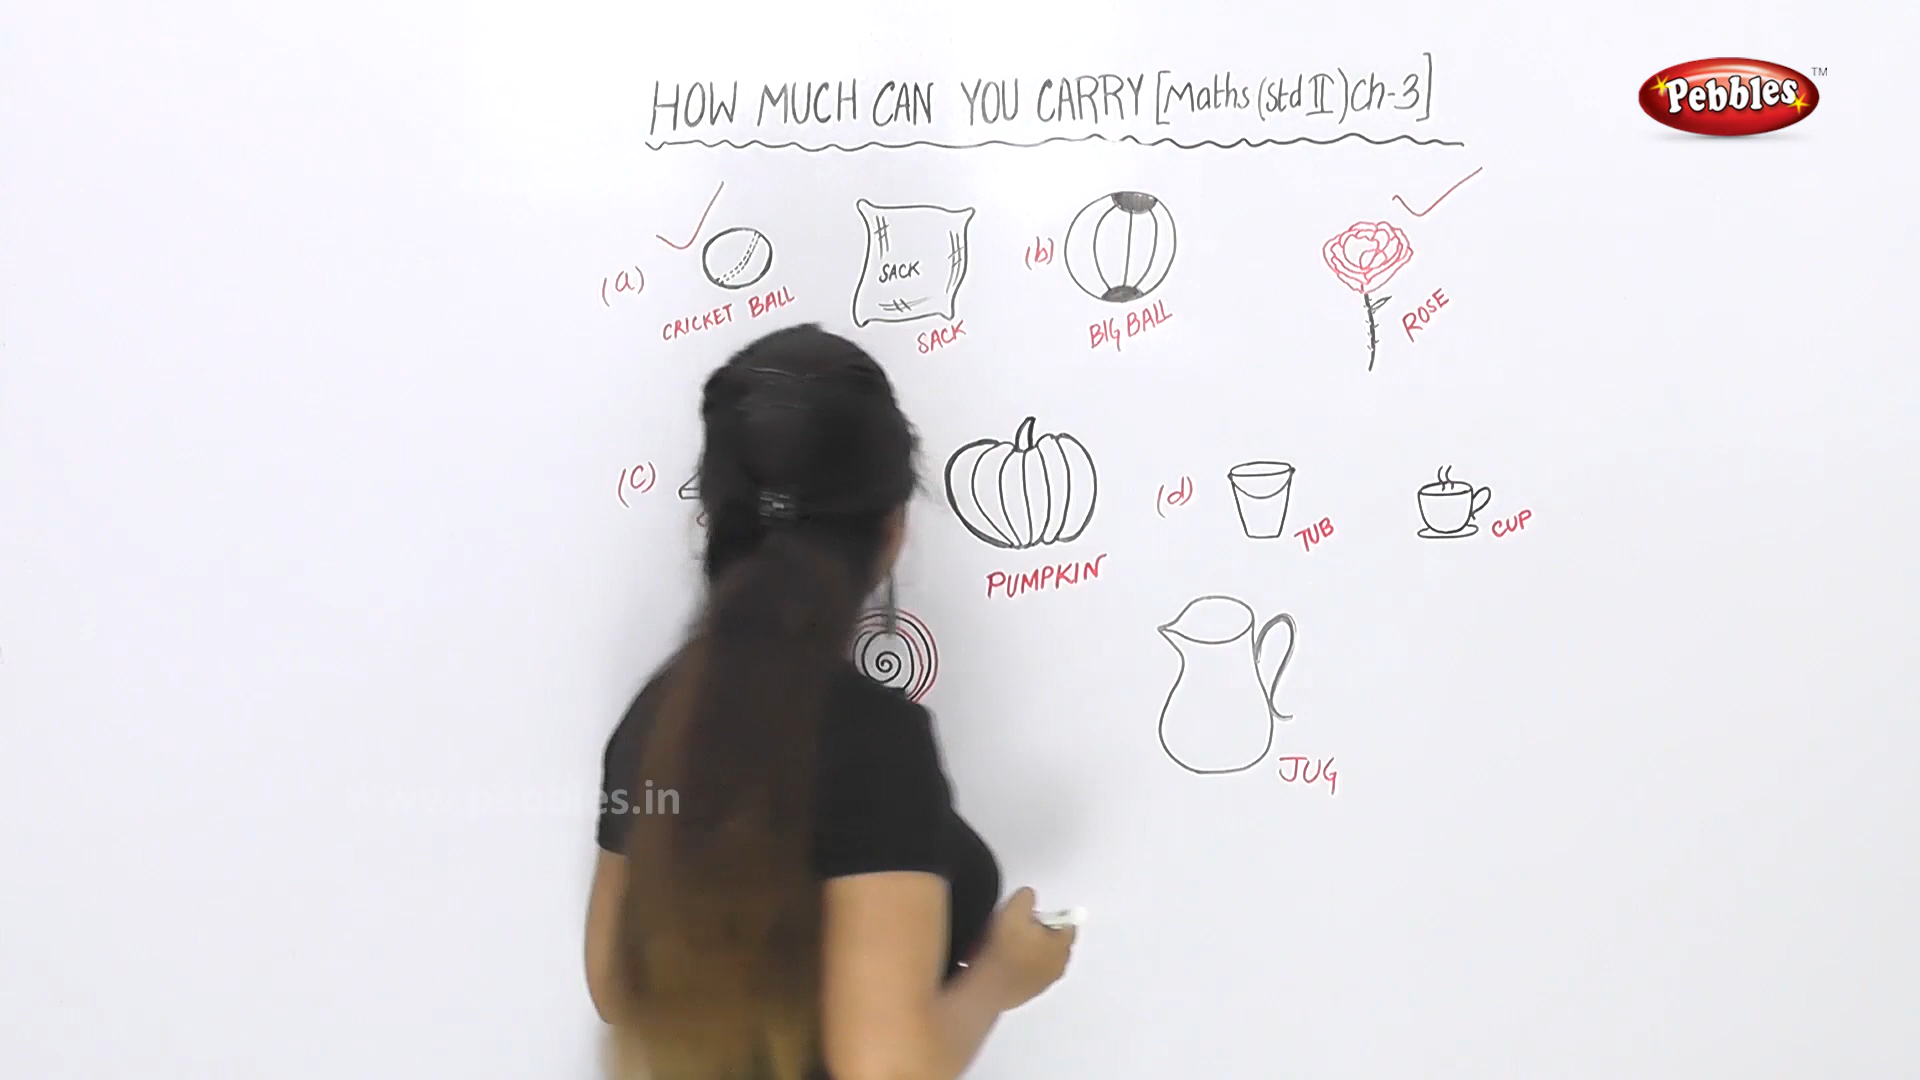 HOW MUCH CAN YOU CARRY [Maths (Std II) Ch-3]
Pebbles TM
(a)
CRICKET BALL
SACK
SACK
(b)
BIG BALL
ROSE
(c)
PUMPKIN
(d)
TUB
CUP
JUG